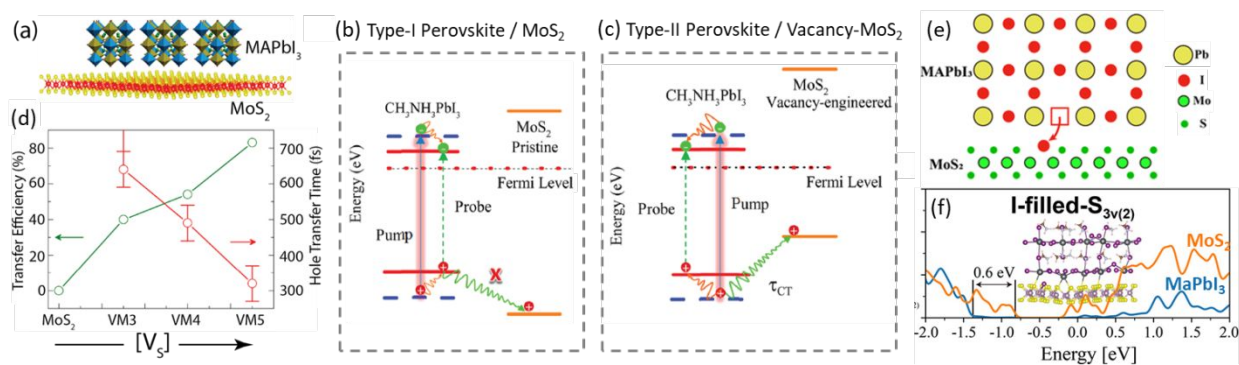 (a)
MAPbI3
MoS2
(d)
Transfer Efficiency (%)
80
60
40
20
0
700
600
500
400
300
Hole Transfer Time (fs)
MoS2 VM3 VM4 VM5
[VS]
(b) Type-I Perovskite / MoS2
CH3NH3PbI3
MoS2
Pristine
Energy (eV)
Fermi Level
Probe
Pump
X
(c) Type-II Perovskite / Vacancy-MoS2
MoS2
Vacancy-engineered
CH3NH3PbI3
Energy (eV)
Fermi Level
Probe
Pump
τCT
(e)
MAPbI3
MoS2
Pb
I
Mo
S
(f)
I-filled-S3v(2)
MoS2
MaPbI3
0.6 eV
-2.0 -1.5 -1.0 -0.5 0.0 0.5 1.0 1.5 2.0
Energy [eV]